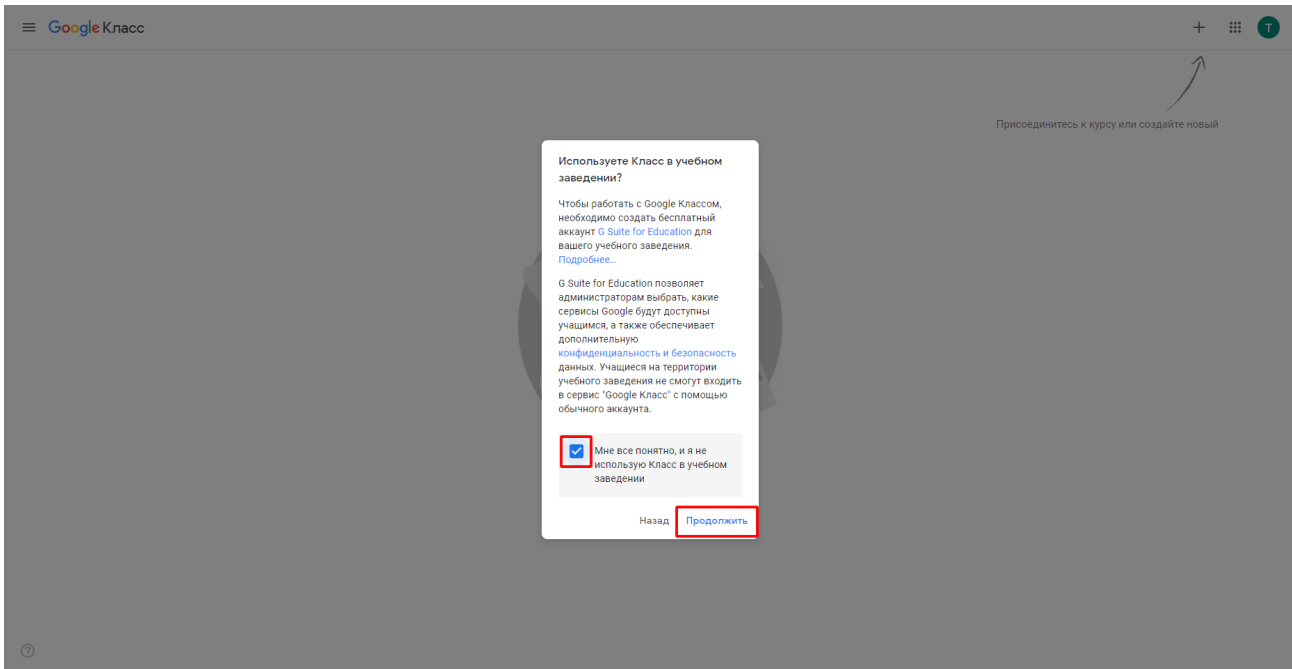 Google Класс
T
Присоединитесь к курсу или создайте новый
Используете Класс в учебном
заведении?
Чтобы работать с Google Классом,
необходимо создать бесплатный
аккаунт G Suite for Education для
вашего учебного заведения.
Подробнее…
G Suite for Education позволяет
администраторам выбрать, какие
сервисы Google будут доступны
учащимся, а также обеспечивает
дополнительную
конфиденциальность и безопасность
данных. Учащиеся на территории
учебного заведения не смогут входить
в сервис "Google Класс" с помощью
обычного аккаунта.
Мне все понятно, и я не
использую Класс в учебном
заведении
Назад Продолжить